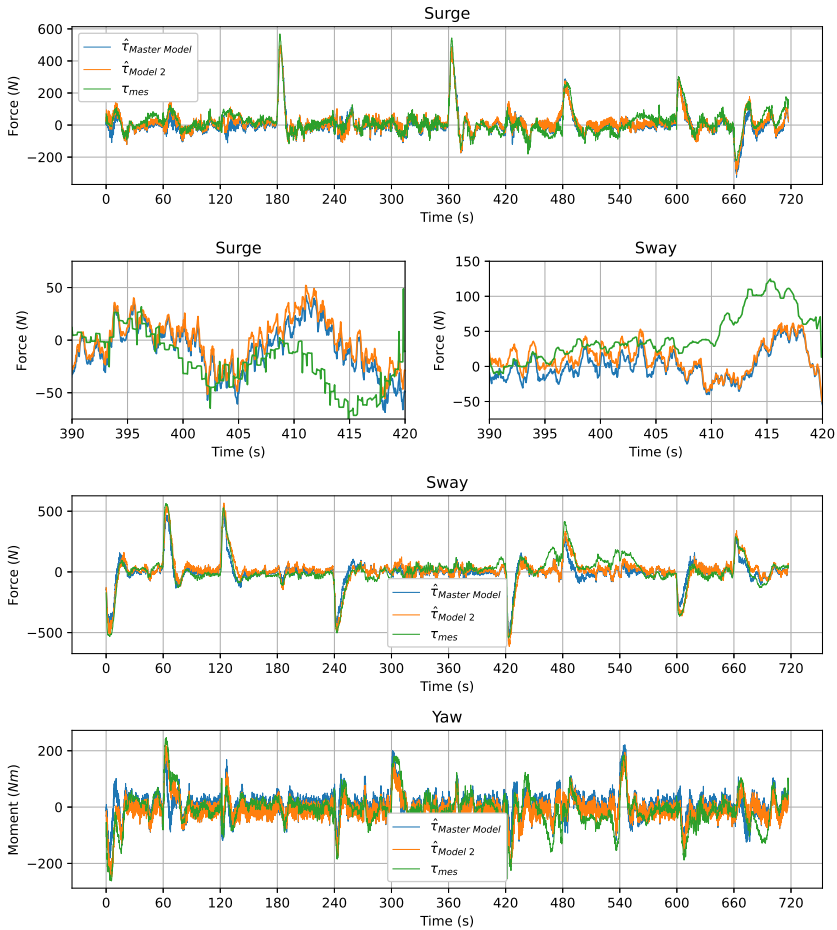 Surge
600
400
200
0
−200
Force (N)
τ̂Master Model
τ̂Model 2
τmes
0 60 120 180 240 300 360 420 480 540 600 660 720
Time (s)
Surge
50
0
−50
Force (N)
390 395 400 405 410 415 420
Time (s)
Sway
150
100
50
0
−50
Force (N)
390 395 400 405 410 415 420
Time (s)
Sway
500
0
−500
Force (N)
τ̂Master Model
τ̂Model 2
τmes
0 60 120 180 240 300 360 420 480 540 600 660 720
Time (s)
Yaw
200
0
−200
Moment (Nm)
τ̂Master Model
τ̂Model 2
τmes
0 60 120 180 240 300 360 420 480 540 600 660 720
Time (s)